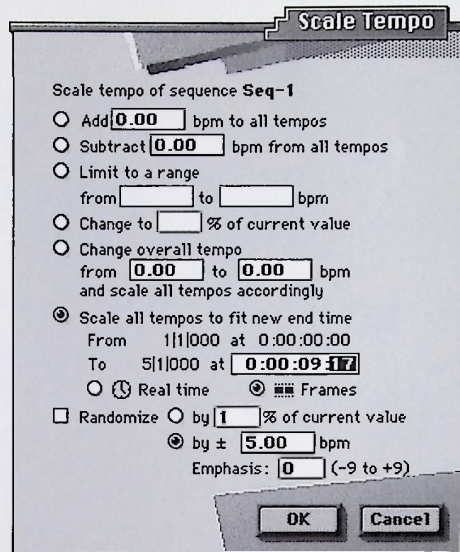 Scale Tempo
Scale tempo of sequence Seq-1
Add 0.00 bpm to all tempos
Subtract 0.00 bpm from all tempos
Limit to a range
from to bpm
Change to % of current value
Change overall tempo
from 0.00 to 0.00 bpm
and scale all tempos accordingly
Scale all tempos to fit new end time
From 1|1|000 at 0:00:00:00
To 5|1|000 at 0:00:09:17
Real time Frames
Randomize by 1 % of current value
by ± 5.00 bpm
Emphasis: 0 (-9 to +9)
OK Cancel